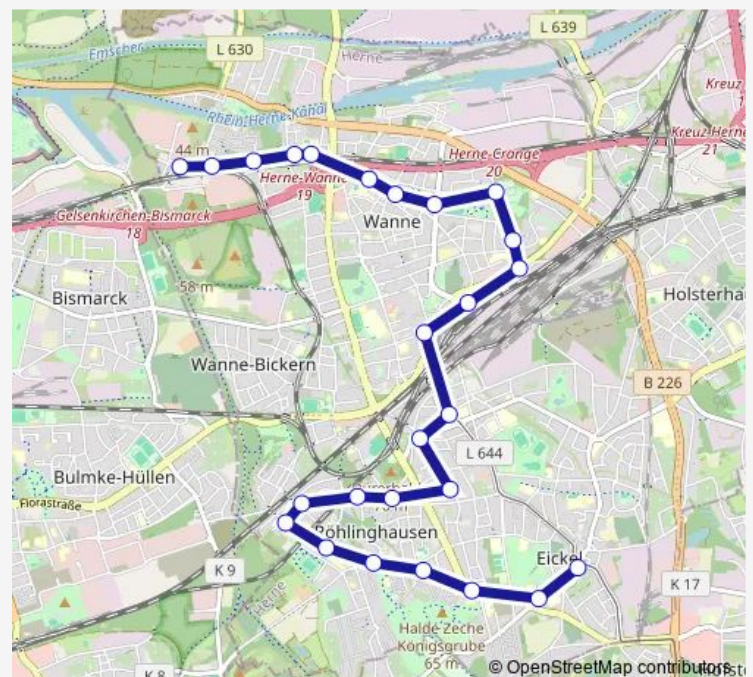 L 639
Emscher
L 630
Herne
Kreuz
Rhein-Herne-Kanal
44 m
Herne-Crange
20
Kreuz-Herne
21
Herne-Wanne
19
Gelsenkirchen-Bismarck
18
Wanne
58 m
Bismarck
Holsterha
Wanne-Bickern
B 226
L 644
Bulmke-Hüllen
Florastraße
Röhlinghausen
Eickel
K 9
K 17
Herne
Halde Zeche
Königsgrube
65 m
K 8
© OpenStreetMap contributors